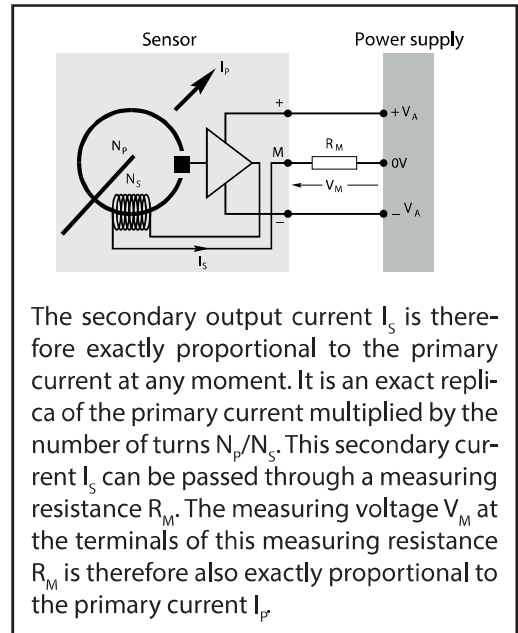 Sensor Power supply
I_P
N_P
N_S
+ + V_A
M R_M 0V
V_M
− − V_A
I_S
The secondary output current I_S is there-
fore exactly proportional to the primary
current at any moment. It is an exact repli-
ca of the primary current multiplied by the
number of turns N_P/N_S. This secondary cur-
rent I_S can be passed through a measuring
resistance R_M. The measuring voltage V_M at
the terminals of this measuring resistance
R_M is therefore also exactly proportional to
the primary current I_P.